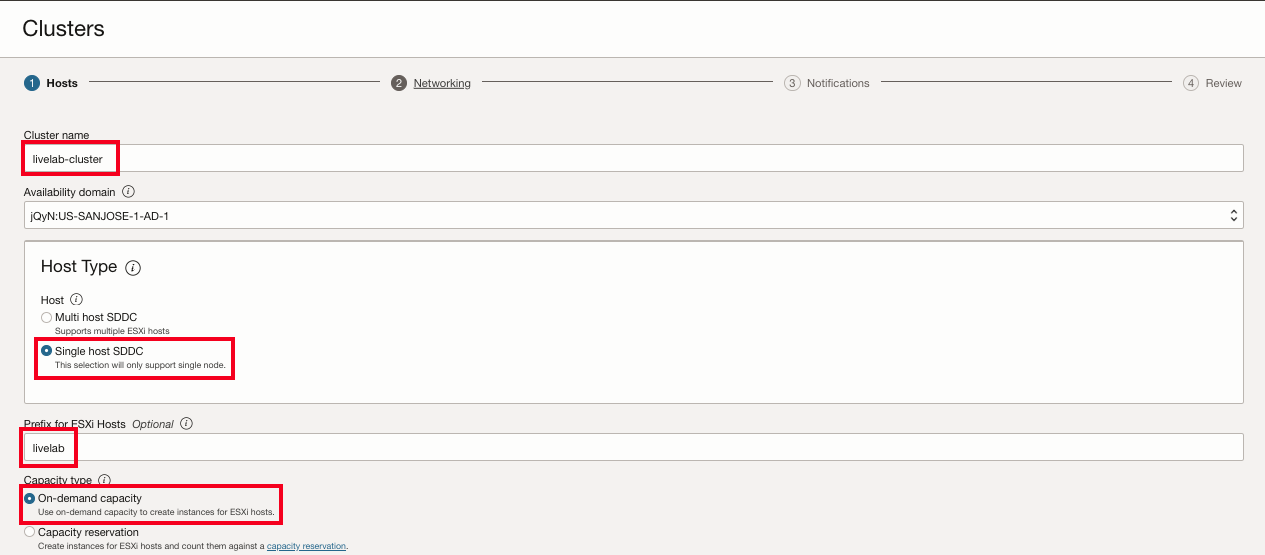 Clusters
1 Hosts 2 Networking 3 Notifications 4 Review
Cluster name
livelab-cluster
Availability domain i
jQyN:US-SANJOSE-1-AD-1
Host Type i
Host i
Multi host SDDC
Supports multiple ESXi hosts
Single host SDDC
This selection will only support single node.
Prefix for ESXi Hosts Optional i
livelab
Capacity type i
On-demand capacity
Use on-demand capacity to create instances for ESXi hosts.
Capacity reservation
Create instances for ESXi hosts and count them against a capacity reservation.